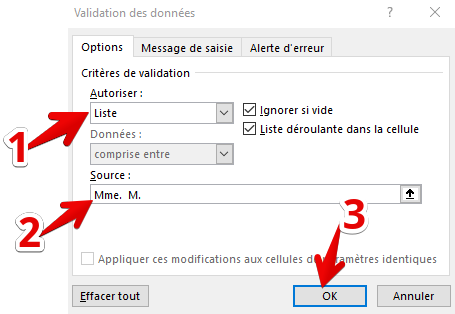 Validation des données
?
Options
Message de saisie
Alerte d'erreur
Critères de validation
Autoriser :
Liste
Ignorer si vide
Liste déroulante dans la cellule
1
Données :
comprise entre
Source :
Mme.  M.
2
3
Appliquer ces modifications aux cellules de paramètres identiques
Effacer tout
OK
Annuler